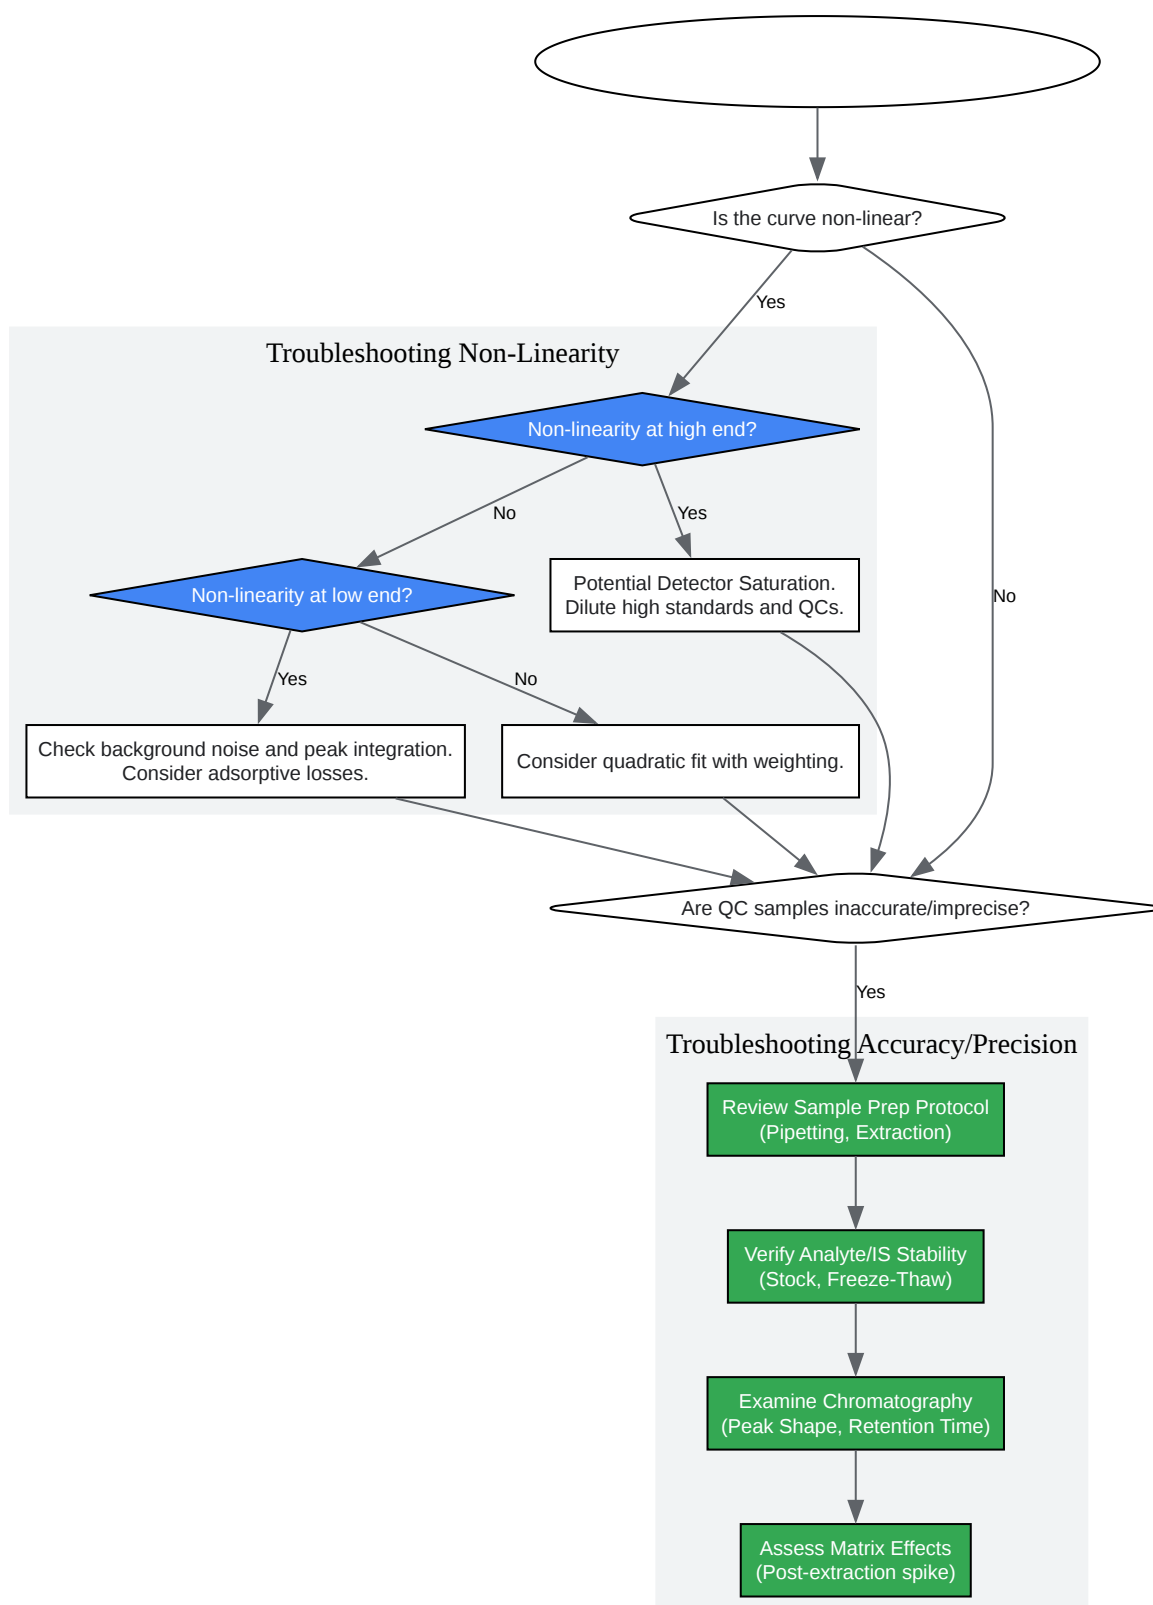 Is the curve non-linear?
Yes
Troubleshooting Non-Linearity
Non-linearity at high end?
No
Yes
Non-linearity at low end?
Potential Detector Saturation.
Dilute high standards and QCs.
No
Yes
No
Check background noise and peak integration.
Consider adsorptive losses.
Consider quadratic fit with weighting.
Are QC samples inaccurate/imprecise?
Yes
Troubleshooting Accuracy/Precision
Review Sample Prep Protocol
(Pipetting, Extraction)
Verify Analyte/IS Stability
(Stock, Freeze-Thaw)
Examine Chromatography
(Peak Shape, Retention Time)
Assess Matrix Effects
(Post-extraction spike)